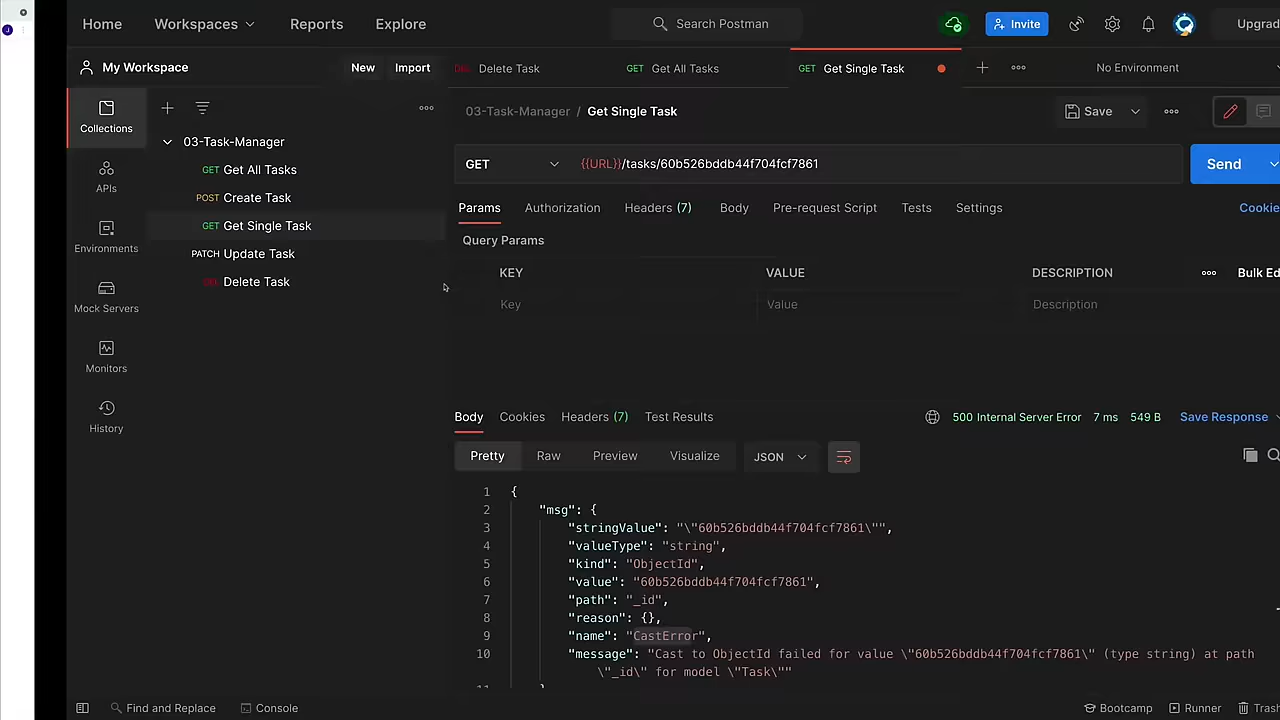 Home Workspaces Reports Explore Search Postman Invite Upgrad
My Workspace New Import DEL Delete Task GET Get All Tasks GET Get Single Task No Environment
Collections
03-Task-Manager / Get Single Task Save
03-Task-Manager
GET {{URL}}/tasks/60b526bddb44f704fcf7861 Send
GET Get All Tasks
APIs
POST Create Task
Params Authorization Headers (7) Body Pre-request Script Tests Settings Cookie
GET Get Single Task
Query Params
Environments
PATCH Update Task
KEY VALUE DESCRIPTION Bulk Ed
DEL Delete Task
Key Value Description
Mock Servers
Monitors
History
Body Cookies Headers (7) Test Results 500 Internal Server Error 7 ms 549 B Save Response
Pretty Raw Preview Visualize JSON
1 {
2 "msg": {
3 "stringValue": "\"60b526bddb44f704fcf7861\"",
4 "valueType": "string",
5 "kind": "ObjectId",
6 "value": "60b526bddb44f704fcf7861",
7 "path": "_id",
8 "reason": {},
9 "name": "CastError",
10 "message": "Cast to ObjectId failed for value \"60b526bddb44f704fcf7861\" (type string) at path
\"_id\" for model \"Task\""
Find and Replace Console Bootcamp Runner Trash